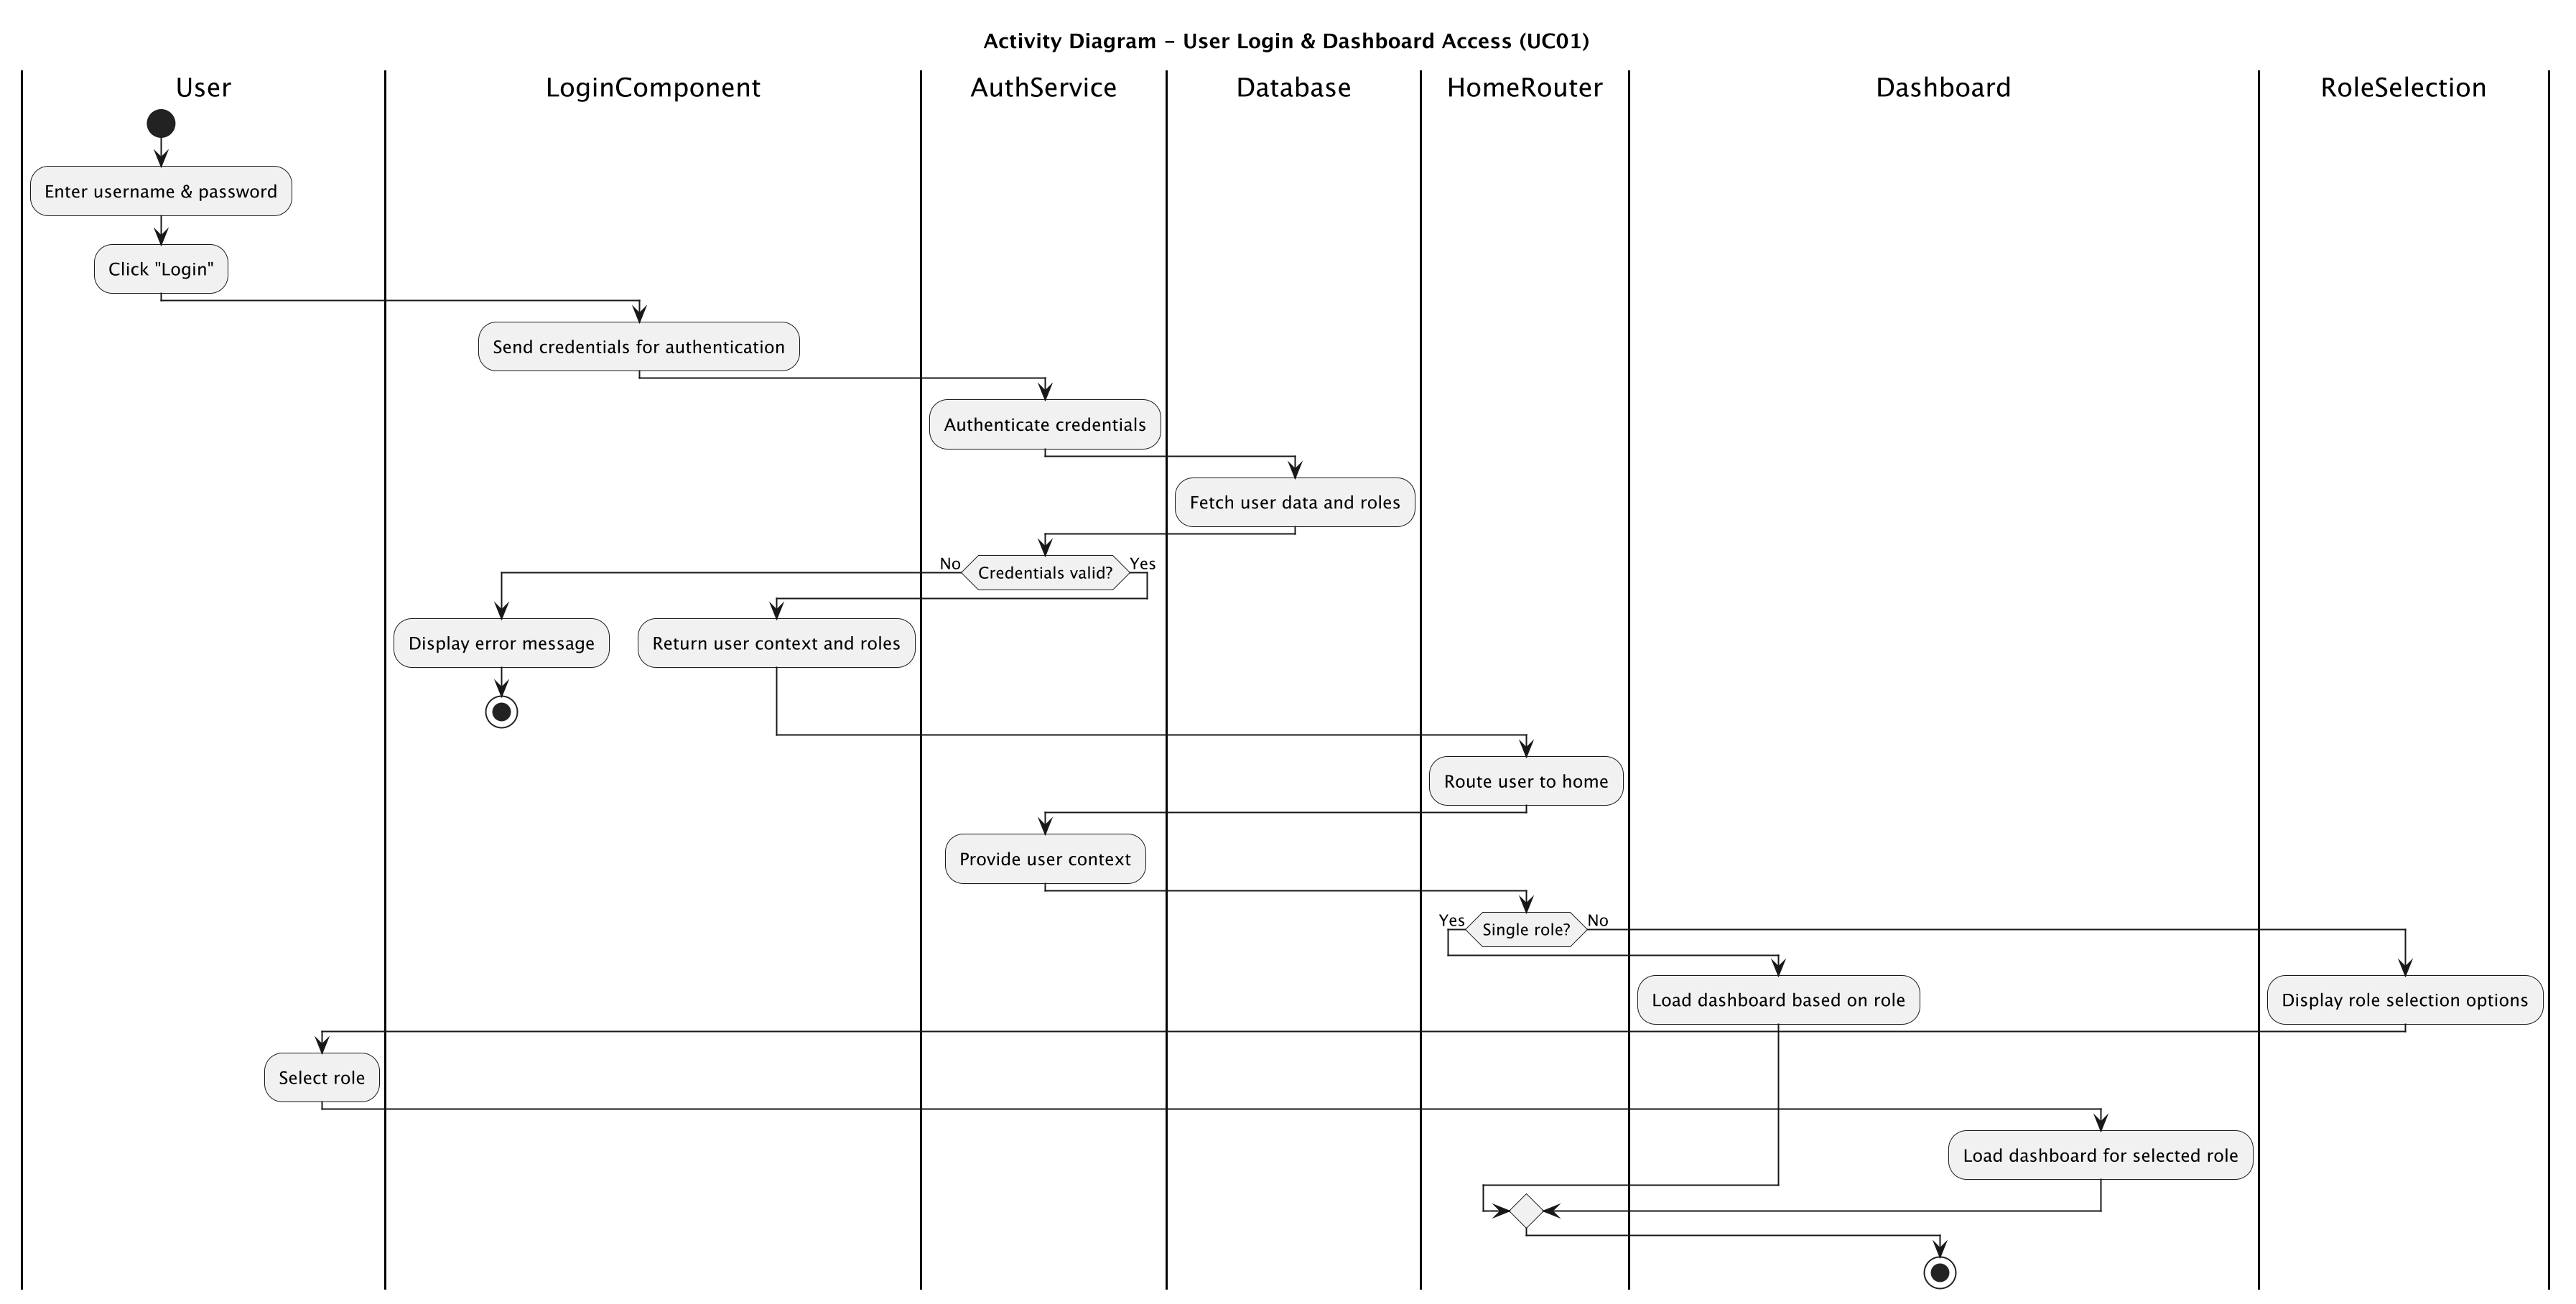 Activity Diagram – User Login & Dashboard Access (UC01)
User
LoginComponent
AuthService
Database
HomeRouter
Dashboard
RoleSelection
Enter username & password
Click "Login"
Send credentials for authentication
Authenticate credentials
Fetch user data and roles
No
Credentials valid?
Yes
Display error message
Return user context and roles
Route user to home
Provide user context
Yes
Single role?
No
Load dashboard based on role
Display role selection options
Select role
Load dashboard for selected role